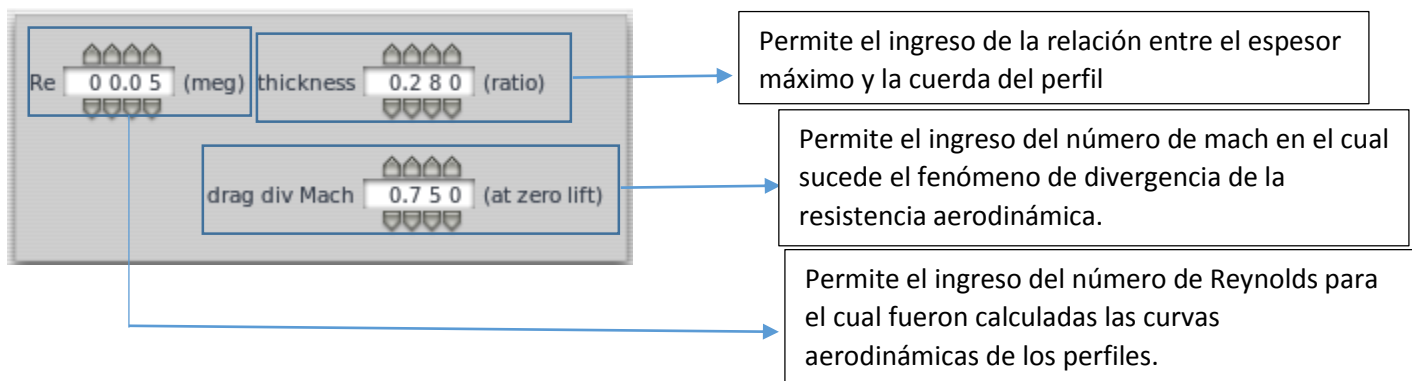 Re 0 0.0 5 (meg) thickness 0.2 8 0 (ratio)
drag div Mach 0.7 5 0 (at zero lift)
Permite el ingreso de la relación entre el espesor
máximo y la cuerda del perfil
Permite el ingreso del número de mach en el cual
sucede el fenómeno de divergencia de la
resistencia aerodinámica.
Permite el ingreso del número de Reynolds para
el cual fueron calculadas las curvas
aerodinámicas de los perfiles.